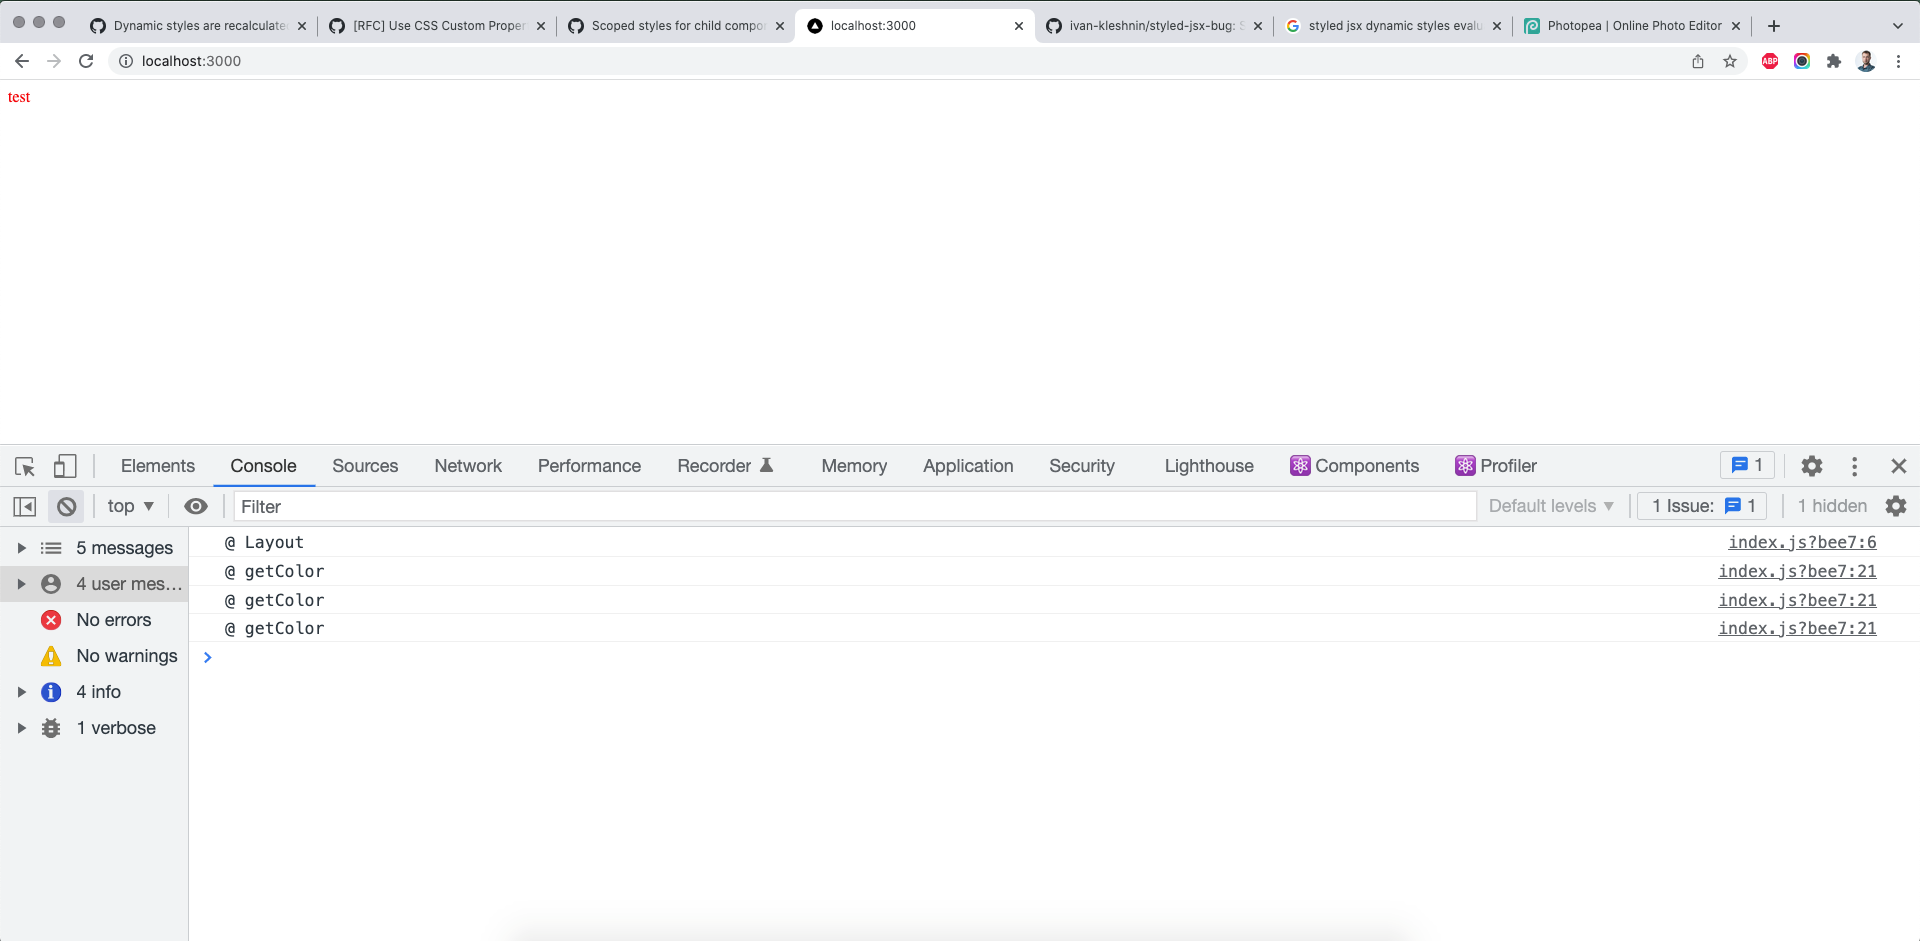 Dynamic styles are recalculate
[RFC] Use CSS Custom Proper
Scoped styles for child compo
localhost:3000
ivan-kleshnin/styled-jsx-bug: S
styled jsx dynamic styles evalu
Photopea | Online Photo Editor
localhost:3000
ABP
test
Elements Console Sources Network Performance Recorder Memory Application Security Lighthouse Components Profiler 1
top Filter Default levels 1 Issue: 1 1 hidden
5 messages
4 user mes...
No errors
No warnings
4 info
1 verbose
@ Layout index.js?bee7:6
@ getColor index.js?bee7:21
@ getColor index.js?bee7:21
@ getColor index.js?bee7:21